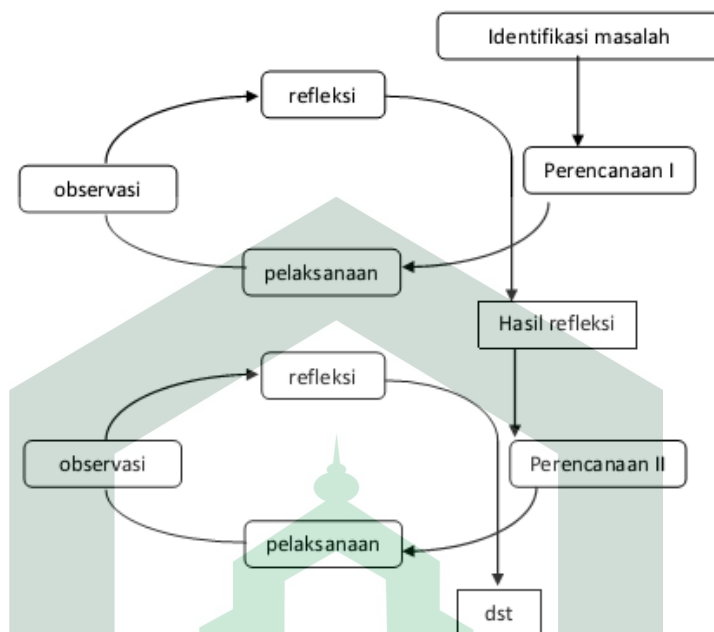 Identifikasi masalah
refleksi
Perencanaan I
observasi
pelaksanaan
Hasil refleksi
refleksi
observasi
Perencanaan II
pelaksanaan
dst